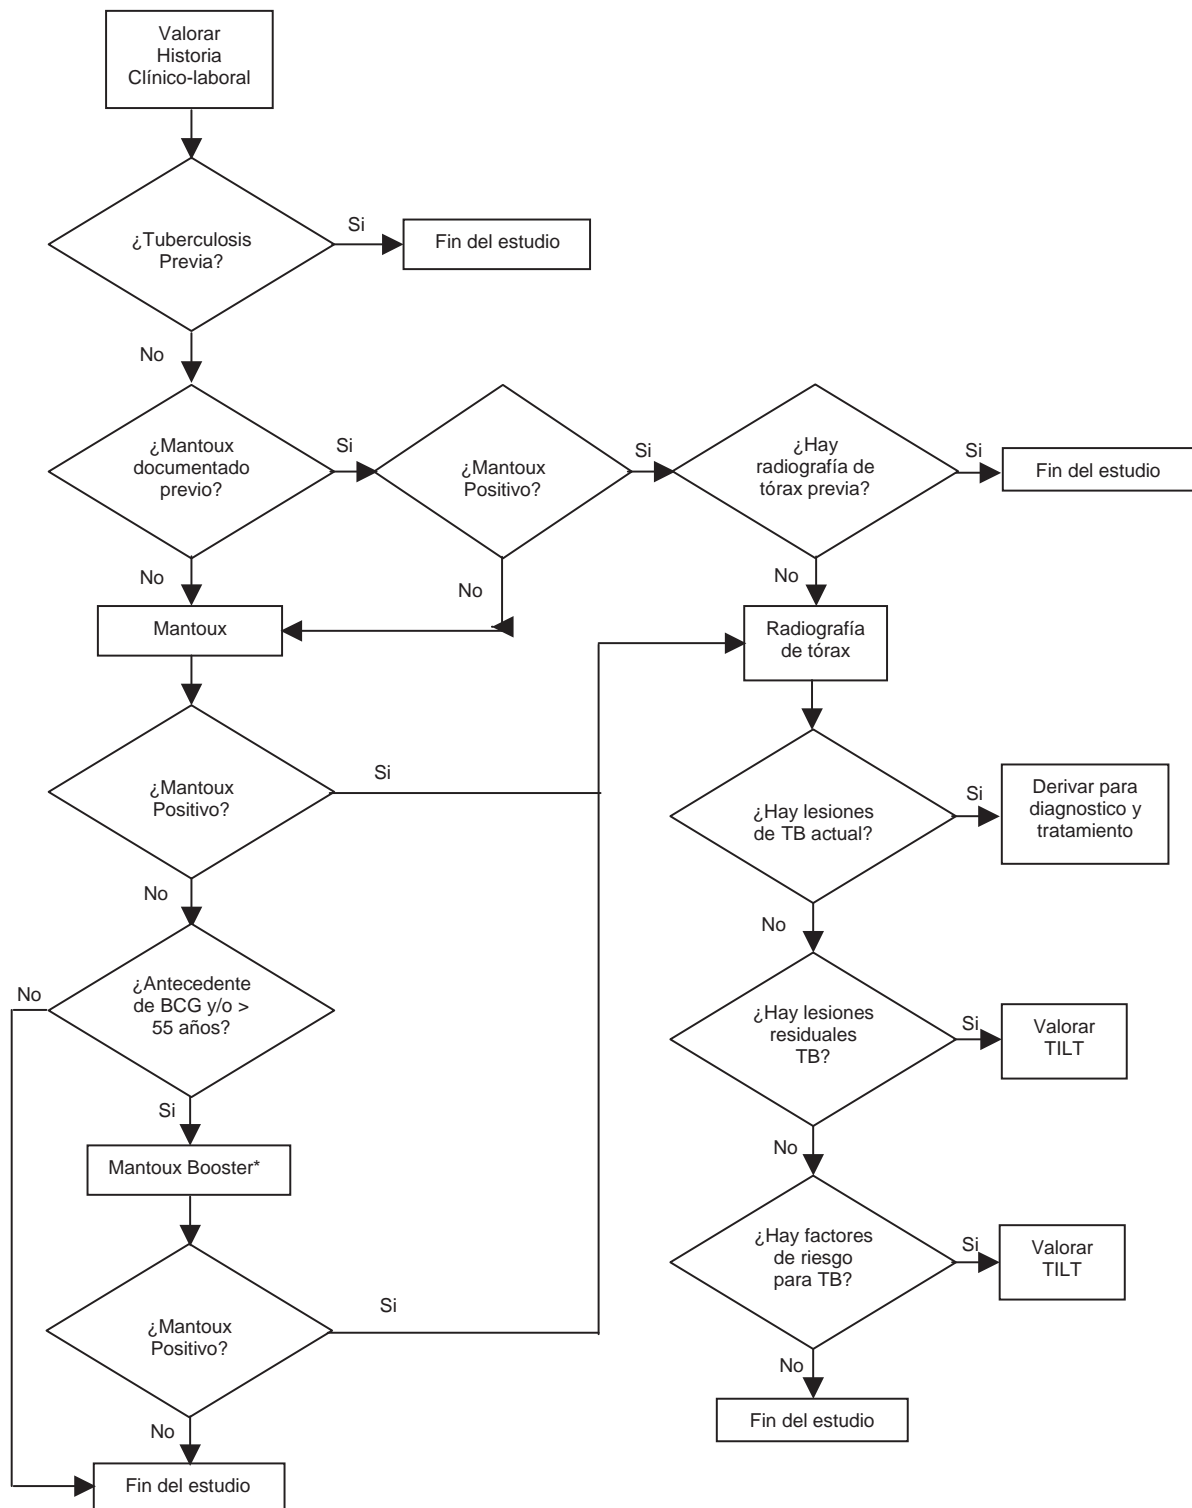 Valorar
Historia
Clínico-laboral
¿Tuberculosis
Previa?
Si
Fin del estudio
No
¿Mantoux
documentado
previo?
Si
¿Mantoux
Positivo?
Si
¿Hay
radiografía de
tórax previa?
Si
Fin del estudio
No
No
No
Mantoux
Radiografía
de tórax
¿Mantoux
Positivo?
Si
¿Hay lesiones
de TB actual?
Si
Derivar para
diagnostico y
tratamiento
No
No
¿Antecedente
de BCG y/o >
55 años?
No
Si
¿Hay lesiones
residuales
TB?
Si
Valorar
TILT
No
Mantoux Booster*
¿Mantoux
Positivo?
Si
¿Hay factores
de riesgo
para TB?
Si
Valorar
TILT
No
No
Fin del estudio
Fin del estudio